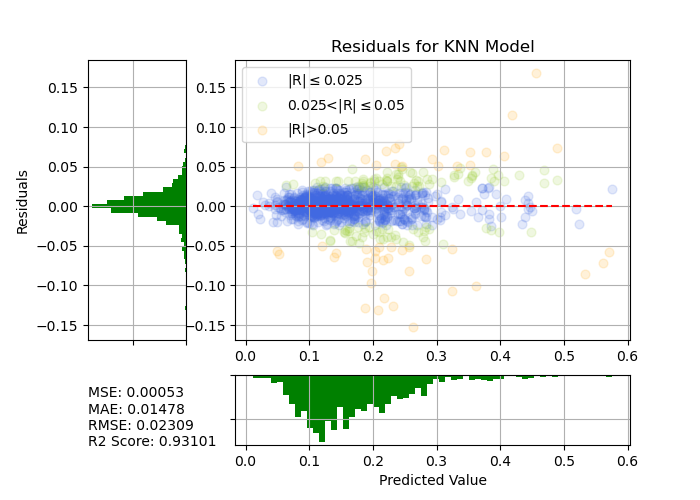 Residuals for KNN Model
|R| ≤ 0.025
0.025<|R| ≤ 0.05
|R|>0.05
Residuals
0.15
0.10
0.05
0.00
−0.05
−0.10
−0.15
0.15
0.10
0.05
0.00
−0.05
−0.10
−0.15
0.0 0.1 0.2 0.3 0.4 0.5 0.6
MSE: 0.00053
MAE: 0.01478
RMSE: 0.02309
R2 Score: 0.93101
0.0 0.1 0.2 0.3 0.4 0.5 0.6
Predicted Value